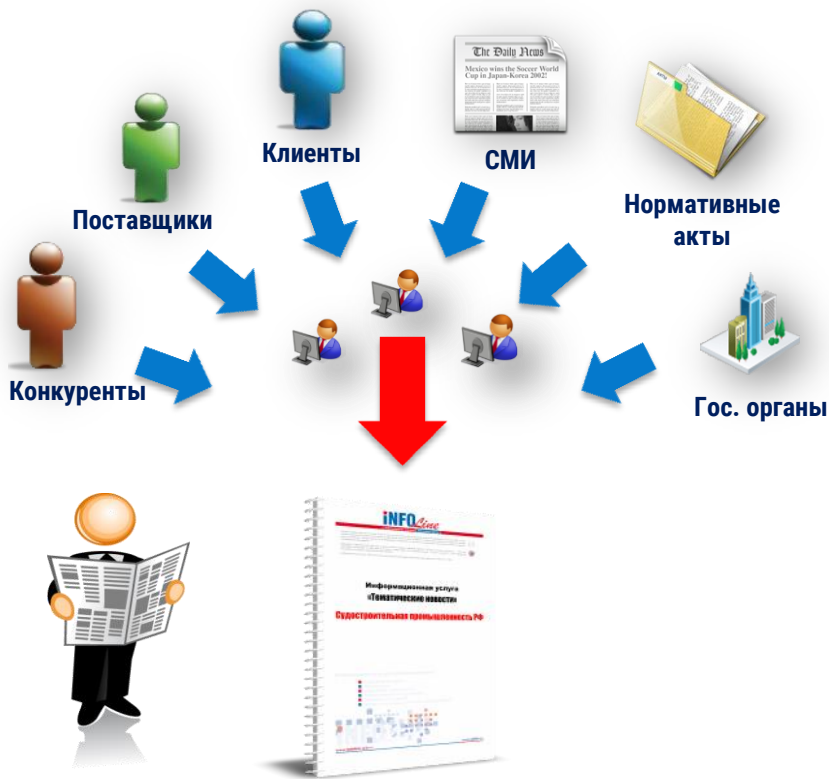 The Daily News
Mexico wins the Soccer World
Cup in Japan-Korea 2002!
Клиенты
СМИ
Поставщики
Нормативные
акты
Конкуренты
Гос. органы
iNFOLine
Информационная услуга
«Тематические новости»
Судостроительная промышленность РФ